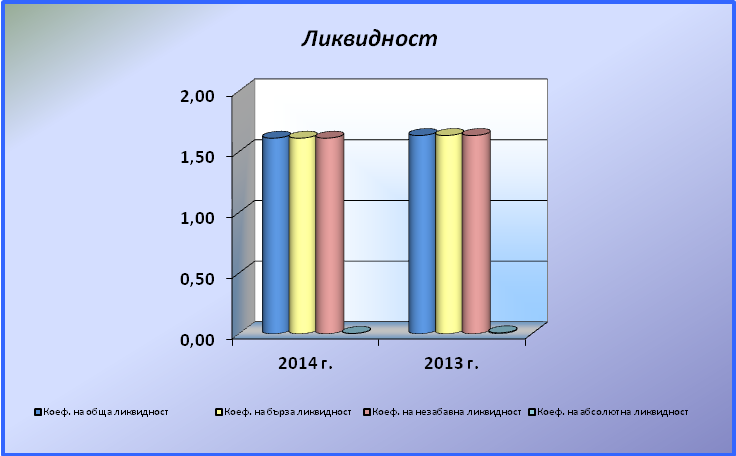 Ликвидност
2,00
1,50
1,00
0,50
0,00
2014 г.
2013 г.
Коеф. на обща ликвидност
Коеф. на бърза ликвидност
Коеф. на незабавна ликвидност
Коеф. на абсолютна ликвидност